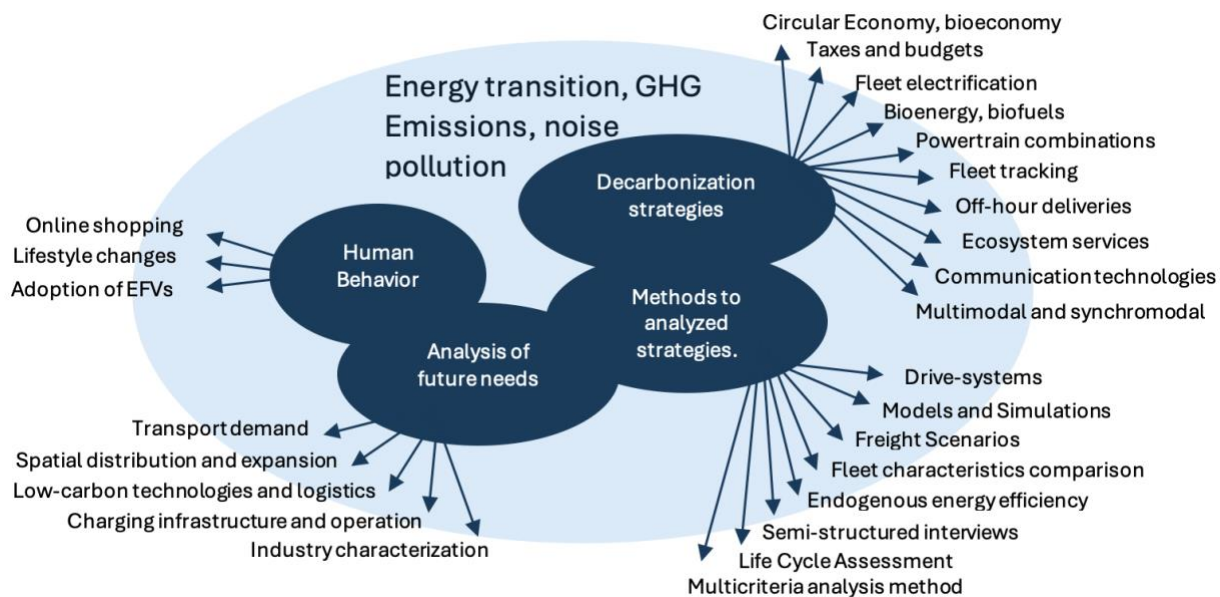 Circular Economy, bioeconomy
Taxes and budgets
Fleet electrification
Bioenergy, biofuels
Powertrain combinations
Fleet tracking
Off-hour deliveries
Ecosystem services
Communication technologies
Multimodal and synchromodal
Energy transition, GHG
Emissions, noise
pollution
Decarbonization
strategies
Human
Behavior
Online shopping
Lifestyle changes
Adoption of EFVs
Methods to
analyzed
strategies.
Analysis of
future needs
Drive-systems
Models and Simulations
Freight Scenarios
Fleet characteristics comparison
Endogenous energy efficiency
Semi-structured interviews
Life Cycle Assessment
Multicriteria analysis method
Transport demand
Spatial distribution and expansion
Low-carbon technologies and logistics
Charging infrastructure and operation
Industry characterization